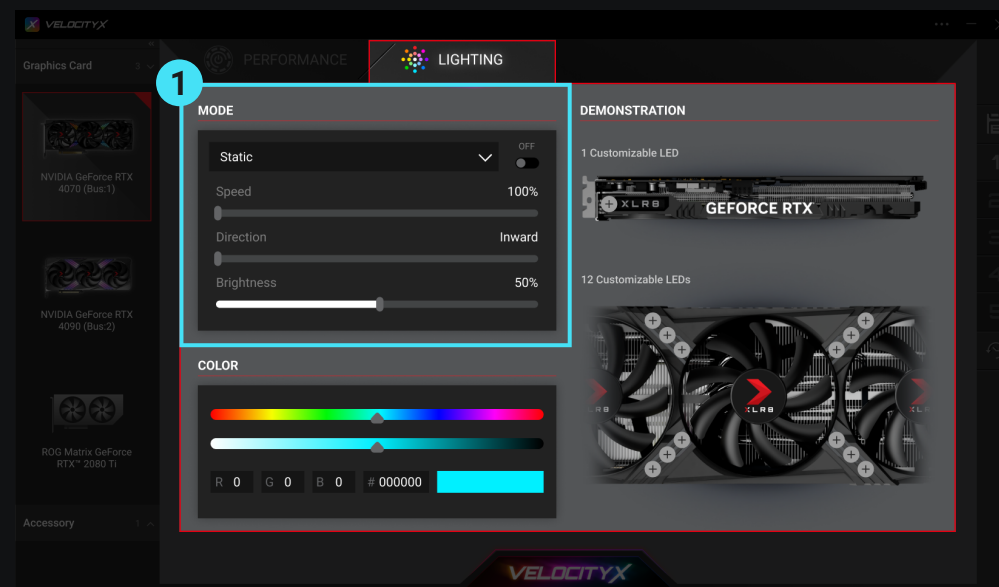 VELOCITYX
Graphics Card 3
PERFORMANCE
LIGHTING
1
MODE
DEMONSTRATION
Static
OFF
1 Customizable LED
NVIDIA GeForce RTX
4070 (Bus:1)
Speed 100%
XLR8
GEFORCE RTX
Direction Inward
Brightness 50%
12 Customizable LEDs
NVIDIA GeForce RTX
4090 (Bus:2)
COLOR
XLR8
ROG Matrix GeForce
RTX™ 2080 Ti
R 0 G 0 B 0 # 000000
Accessory 1
VELOCITYX